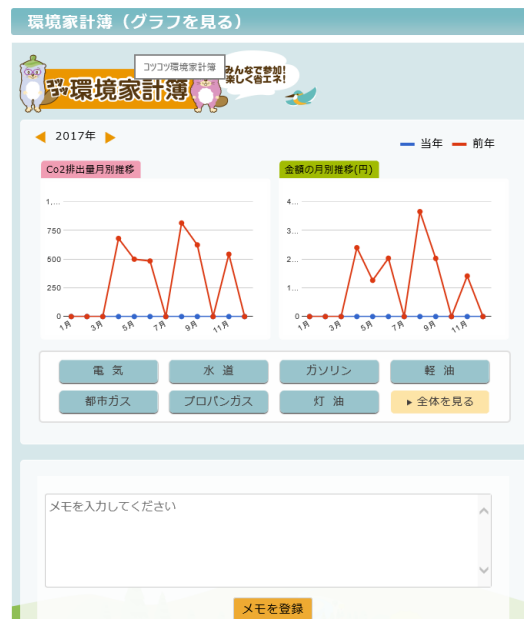 環境家計簿（グラフを見る）
コツコツ環境家計簿
みんなで参加!
楽しく省エネ!
コツコツ環境家計簿
2017年
当年 前年
Co2排出量月別推移
金額の月別推移(円)
1,...
750
500
250
0
1月 3月 5月 7月 9月 11月
4...
3...
2...
1...
0
1月 3月 5月 7月 9月 11月
電 気 水 道 ガソリン 軽 油
都市ガス プロパンガス 灯 油 全体を見る
メモを入力してください
メモを登録